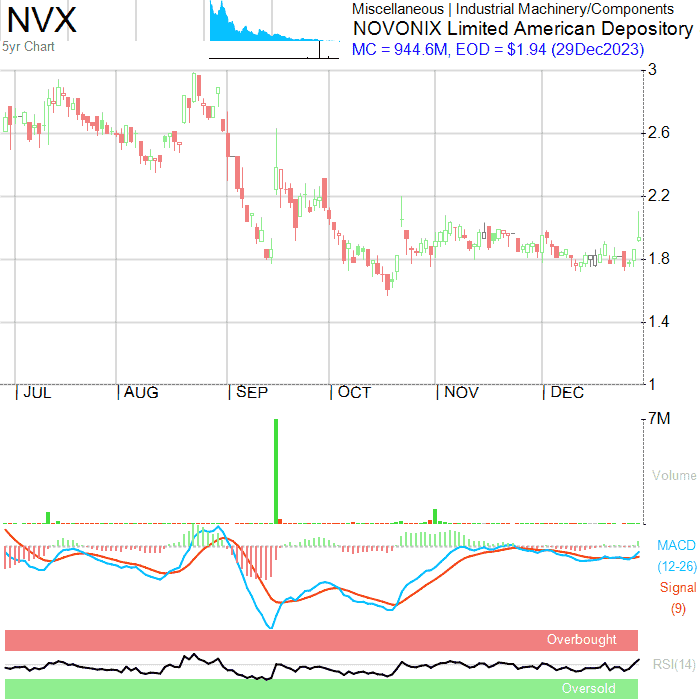 NVX
5yr Chart
Miscellaneous | Industrial Machinery/Components
NOVONIX Limited American Depository
MC = 944.6M, EOD = $1.94 (29Dec2023)
3
2.6
2.2
1.8
1.4
1
JUL AUG SEP OCT NOV DEC
7M
Volume
MACD
(12-26)
Signal
(9)
Overbought
RSI(14)
Oversold